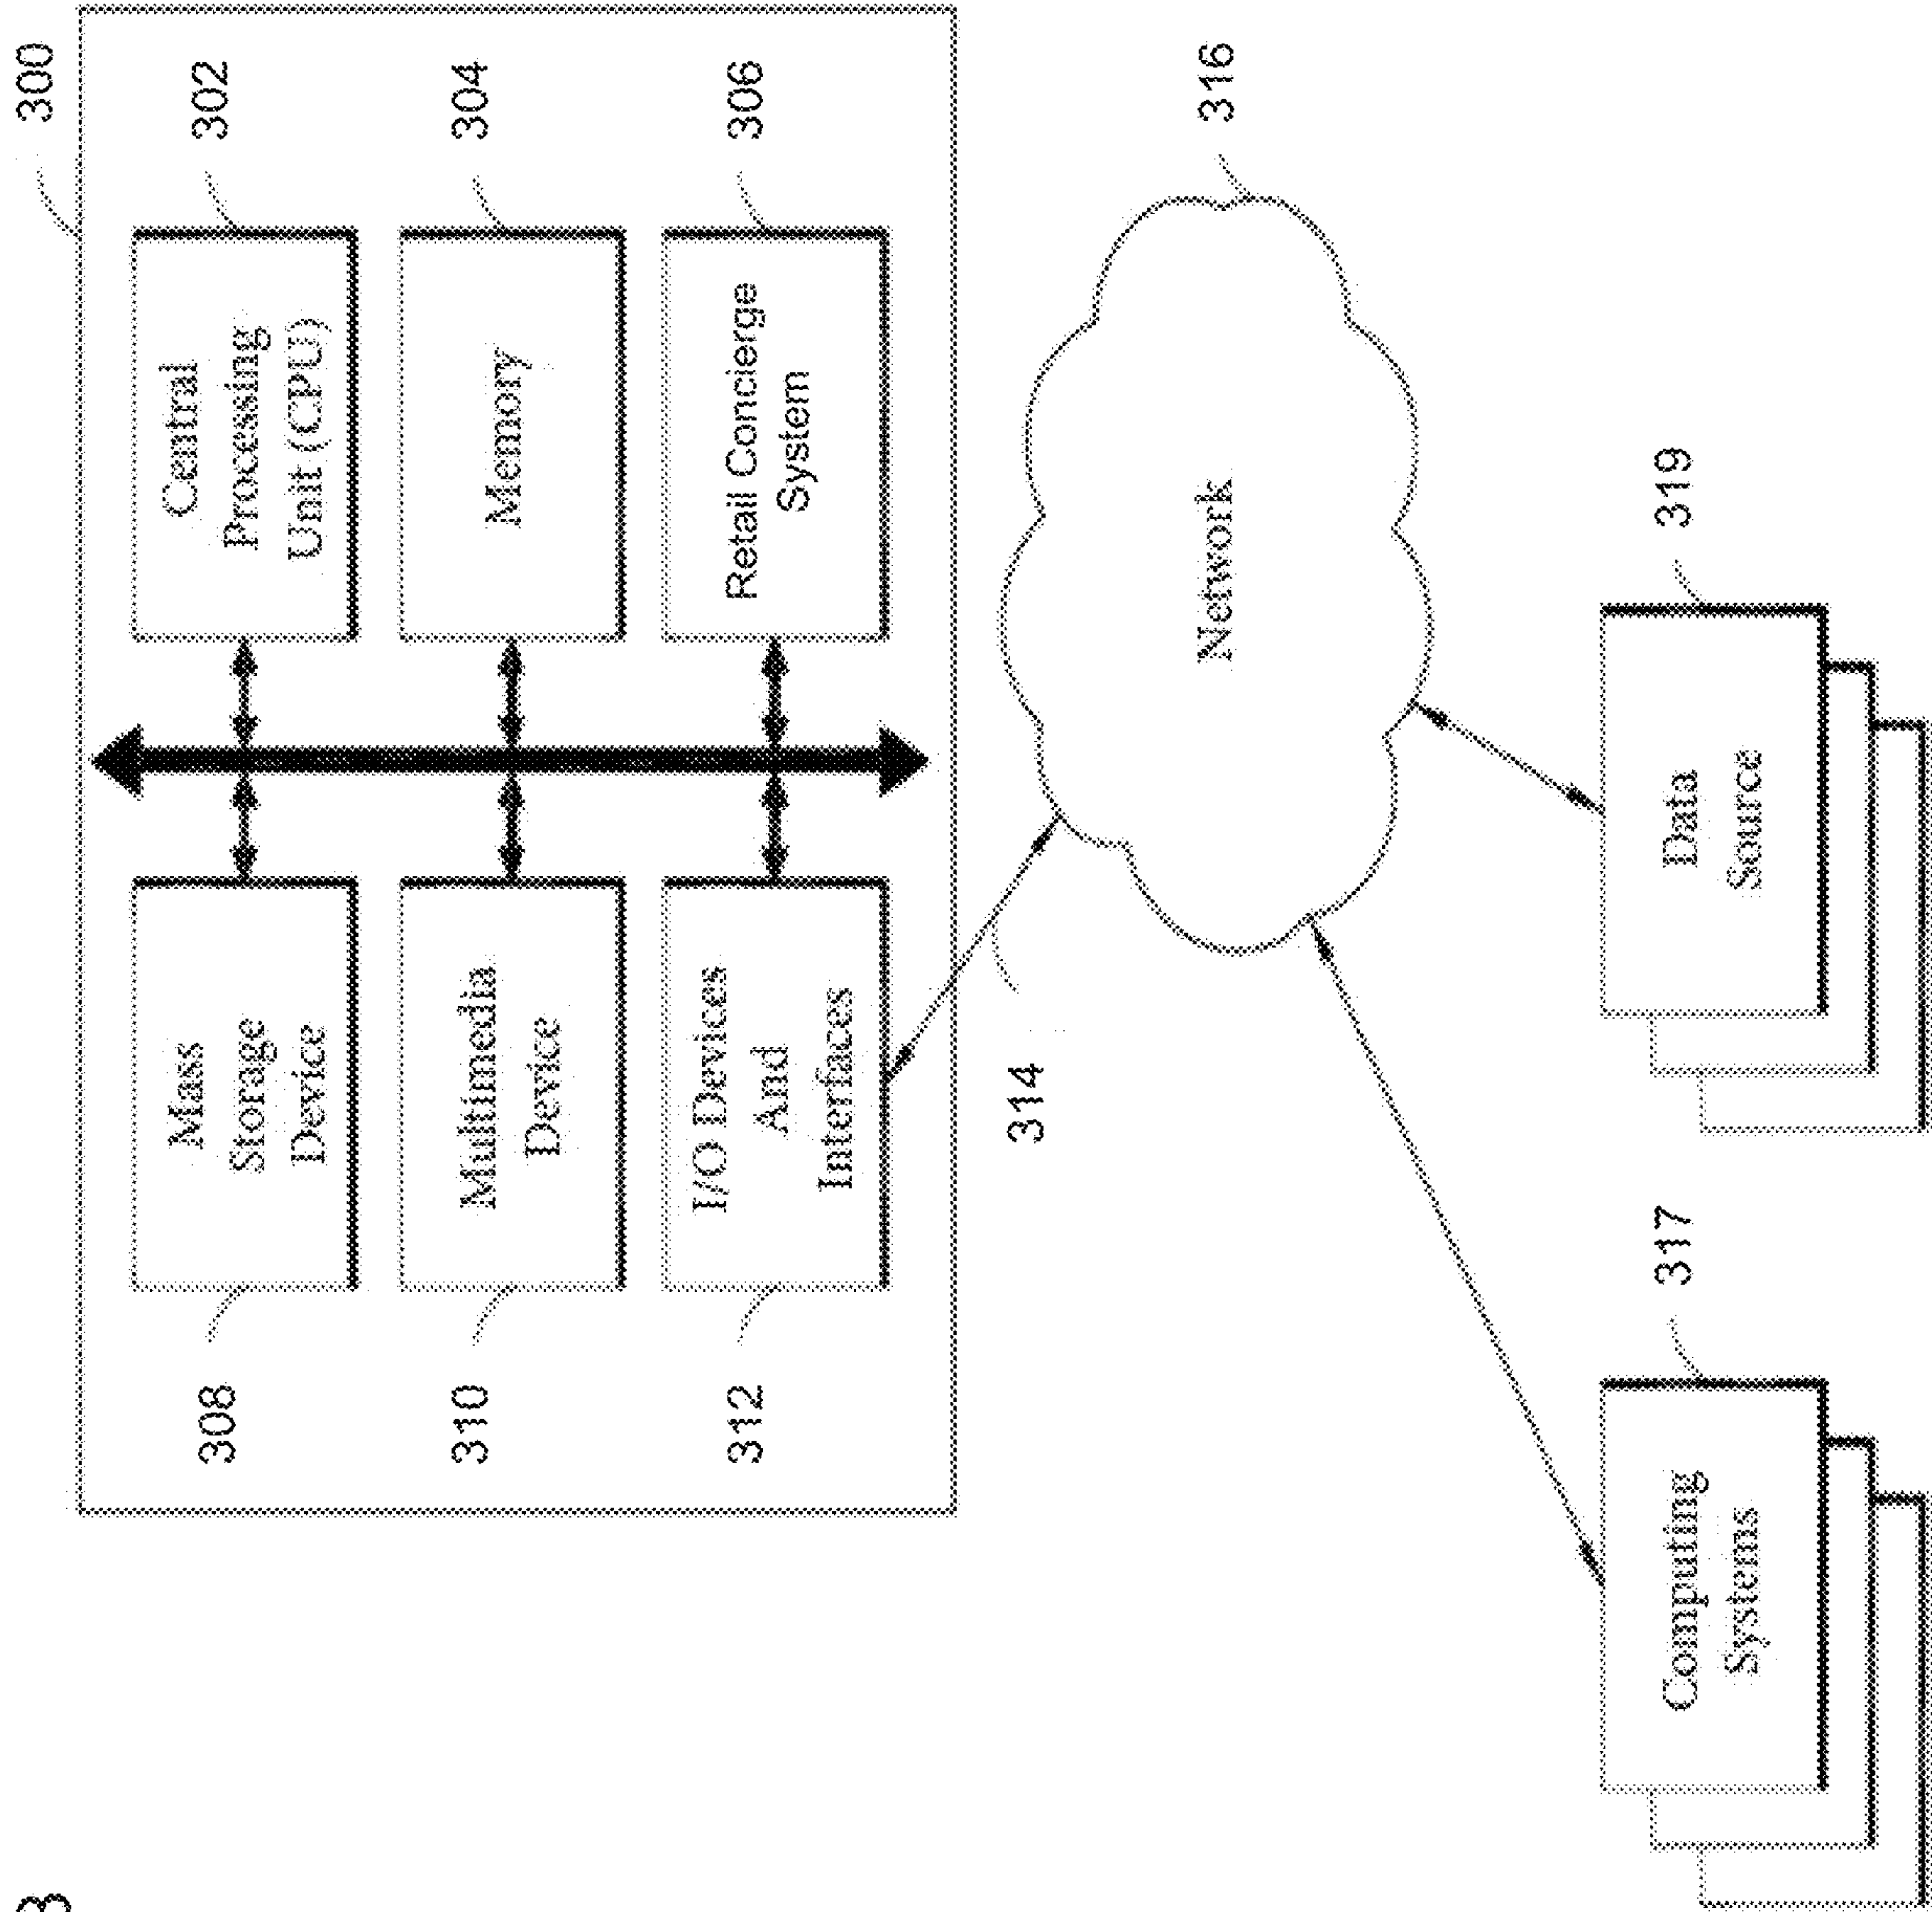 3
300
308
Mass
Storage
Device
Central
Processing
Unit (CPU)
302
310
Multimedia
Device
Memory
304
312
I/O Devices
And
Interfaces
Retail Concierge
System
306
314
Network
316
317
Computing
Systems
319
Data
Source